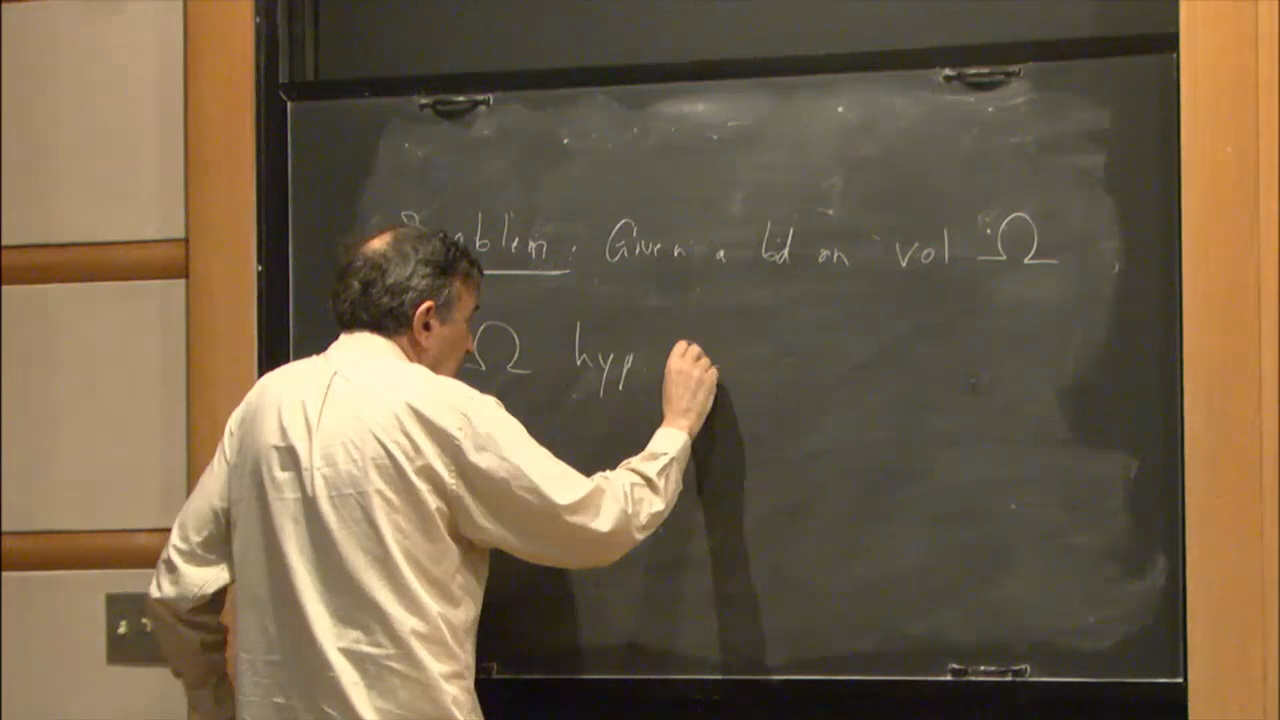 Problem: Given a bd on vol Ω
Ω hyp